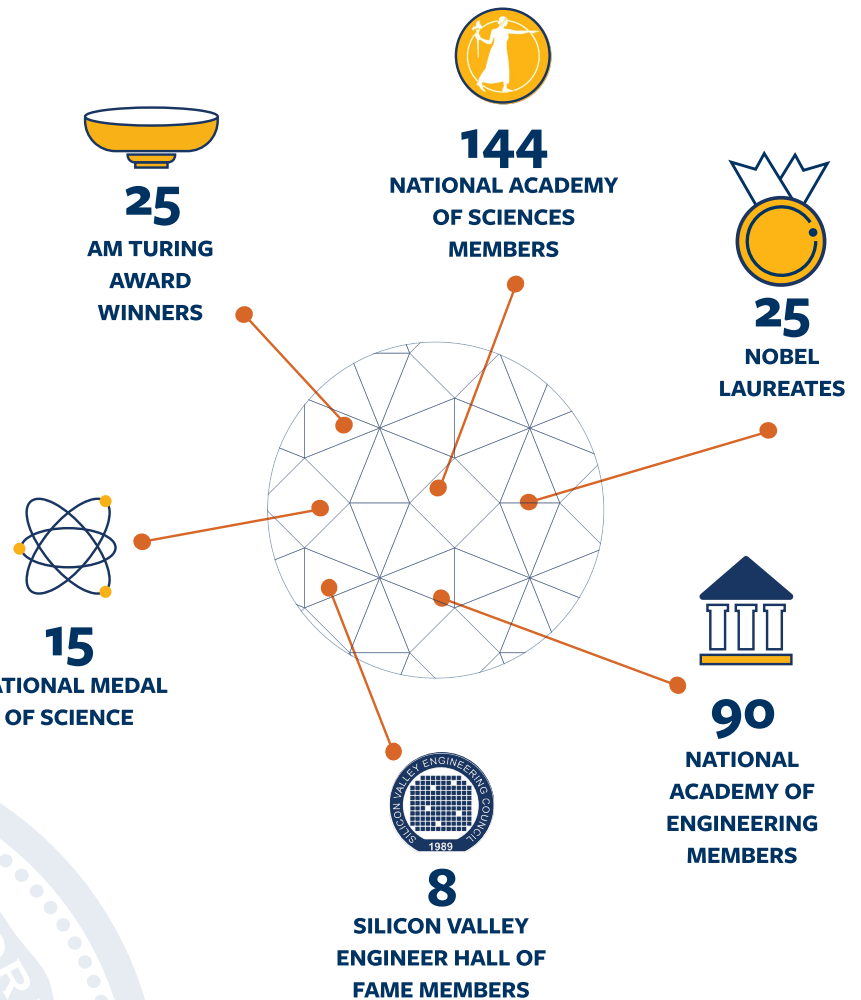 144
NATIONAL ACADEMY
OF SCIENCES
MEMBERS
25
AM TURING
AWARD
WINNERS
25
NOBEL
LAUREATES
15
ATIONAL MEDAL
OF SCIENCE
90
NATIONAL
ACADEMY OF
ENGINEERING
MEMBERS
SILICON VALLEY ENGINEERING COUNCIL
1989
8
SILICON VALLEY
ENGINEER HALL OF
FAME MEMBERS